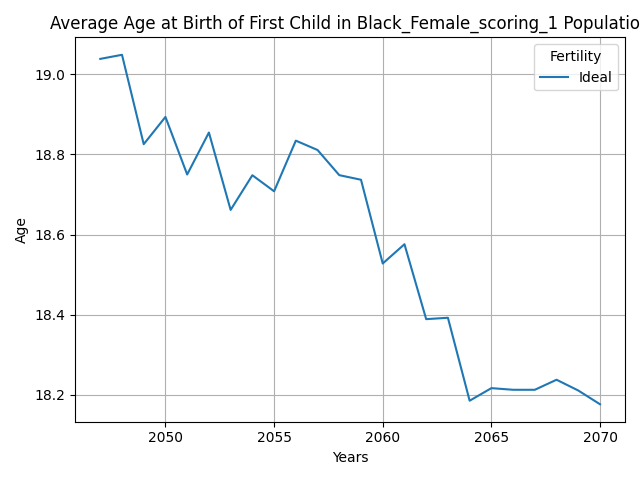 Average Age at Birth of First Child in Black_Female_scoring_1 Populatio
Fertility
Ideal
19.0
18.8
18.6
18.4
18.2
Age
2050 2055 2060 2065 2070
Years